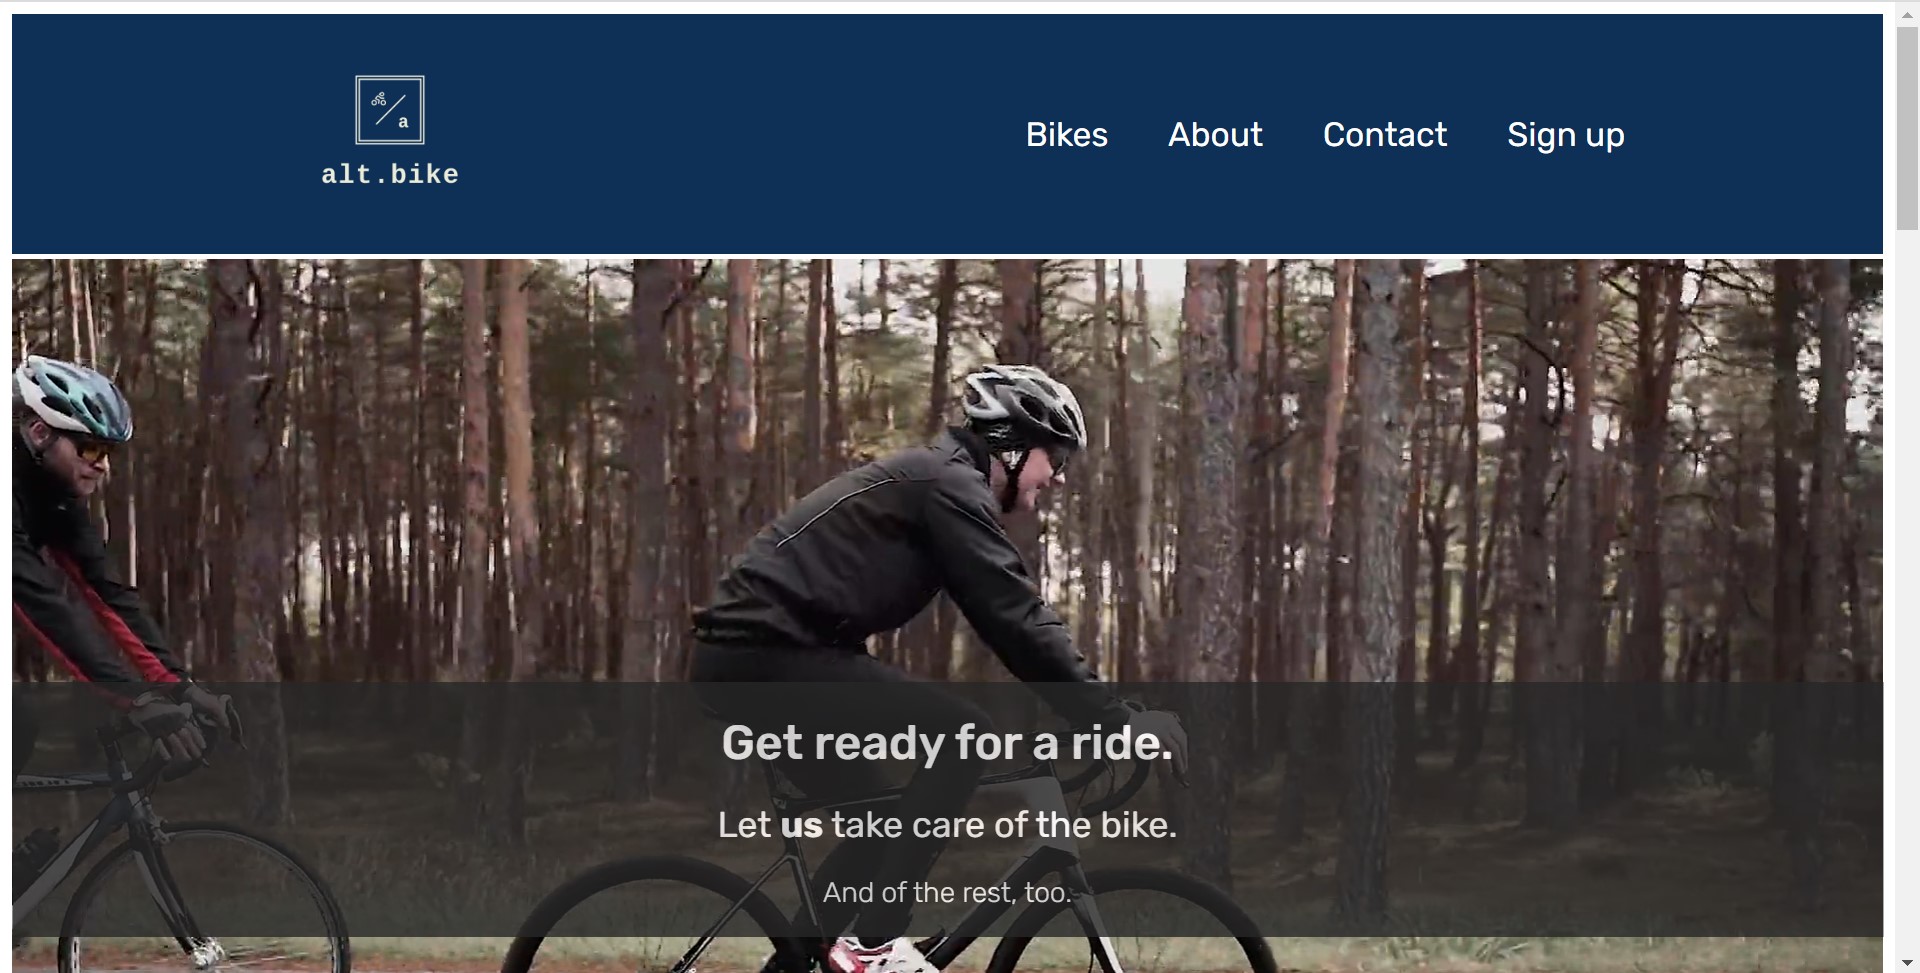 a
alt.bike
Bikes About Contact Sign up
Get ready for a ride.
Let us take care of the bike.
And of the rest, too.